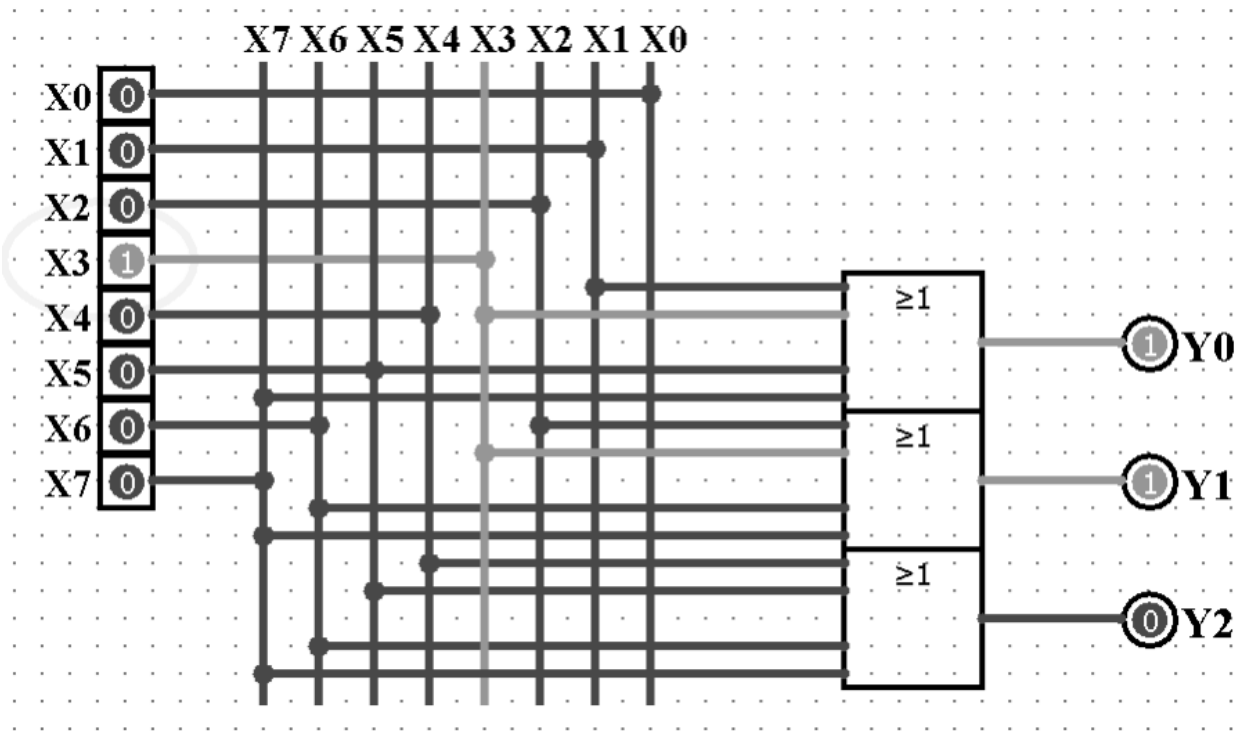 X7 X6 X5 X4 X3 X2 X1 X0
X0 0
X1 0
X2 0
X3 1
X4 0
X5 0
X6 0
X7 0
≥1
1 Y0
≥1
1 Y1
≥1
0 Y2